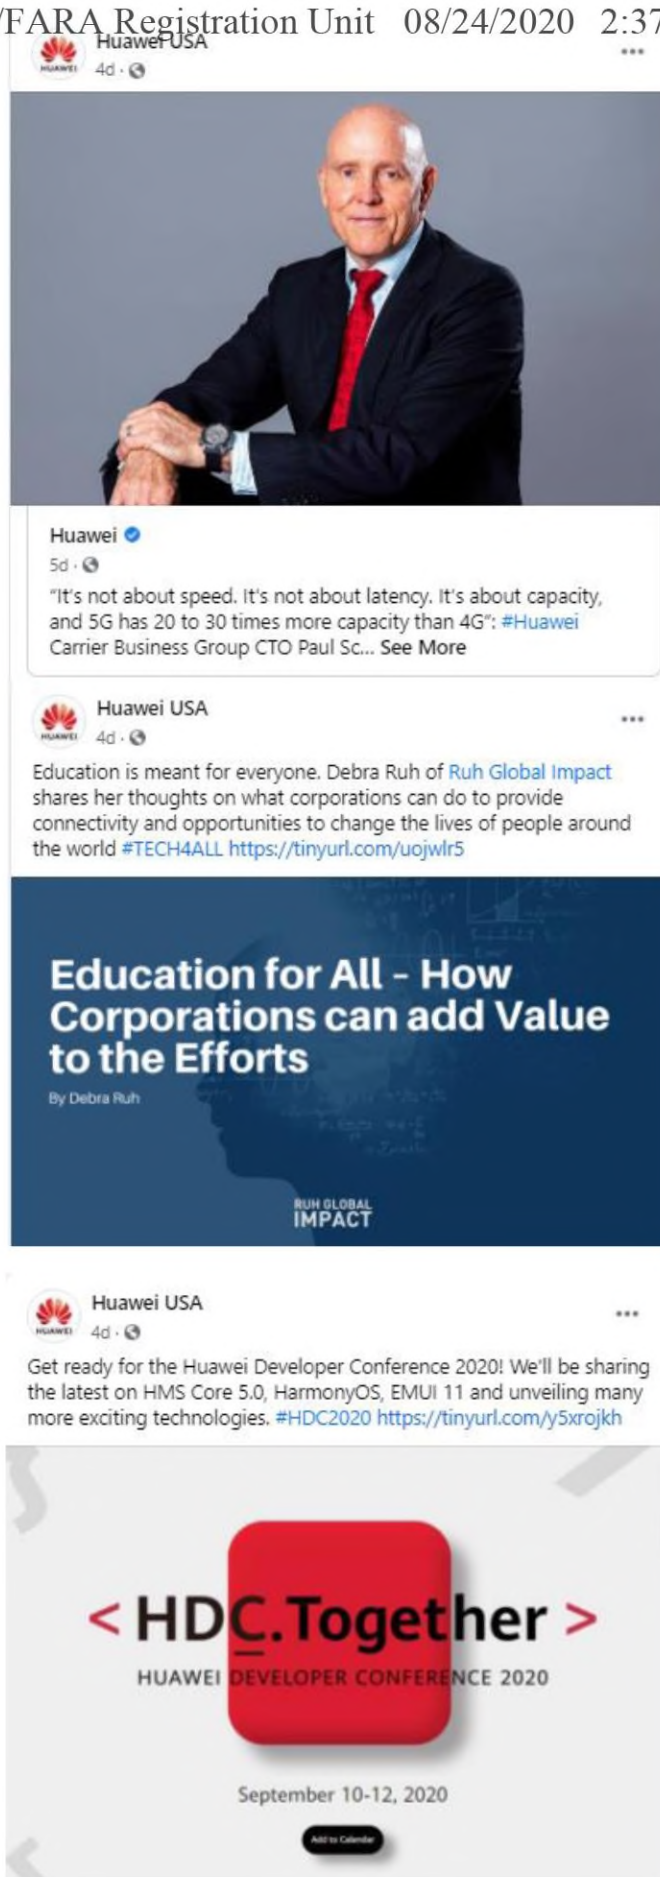 /FARA Registration Unit 08/24/2020 2:37
Huawei USA
HUAWEI
4d
Huawei
5d
"It's not about speed. It's not about latency. It's about capacity,
and 5G has 20 to 30 times more capacity than 4G": #Huawei
Carrier Business Group CTO Paul Sc... See More
Huawei USA
HUAWEI
4d
Education is meant for everyone. Debra Ruh of Ruh Global Impact
shares her thoughts on what corporations can do to provide
connectivity and opportunities to change the lives of people around
the world #TECH4ALL https://tinyurl.com/uojwlr5
Education for All – How
Corporations can add Value
to the Efforts
By Debra Ruh
RUH GLOBAL
IMPACT
Huawei USA
HUAWEI
4d
Get ready for the Huawei Developer Conference 2020! We'll be sharing
the latest on HMS Core 5.0, HarmonyOS, EMUI 11 and unveiling many
more exciting technologies. #HDC2020 https://tinyurl.com/y5xrojkh
< HDC.Together >
HUAWEI DEVELOPER CONFERENCE 2020
September 10-12, 2020
Add to Calendar